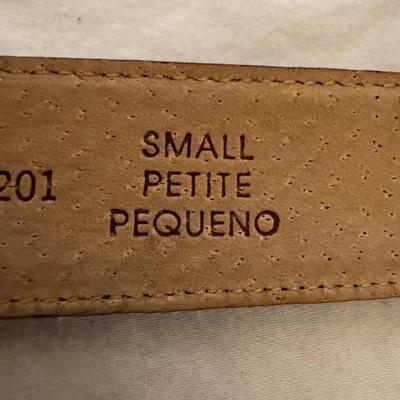 SMALL
201 PETITE
PEQUENO